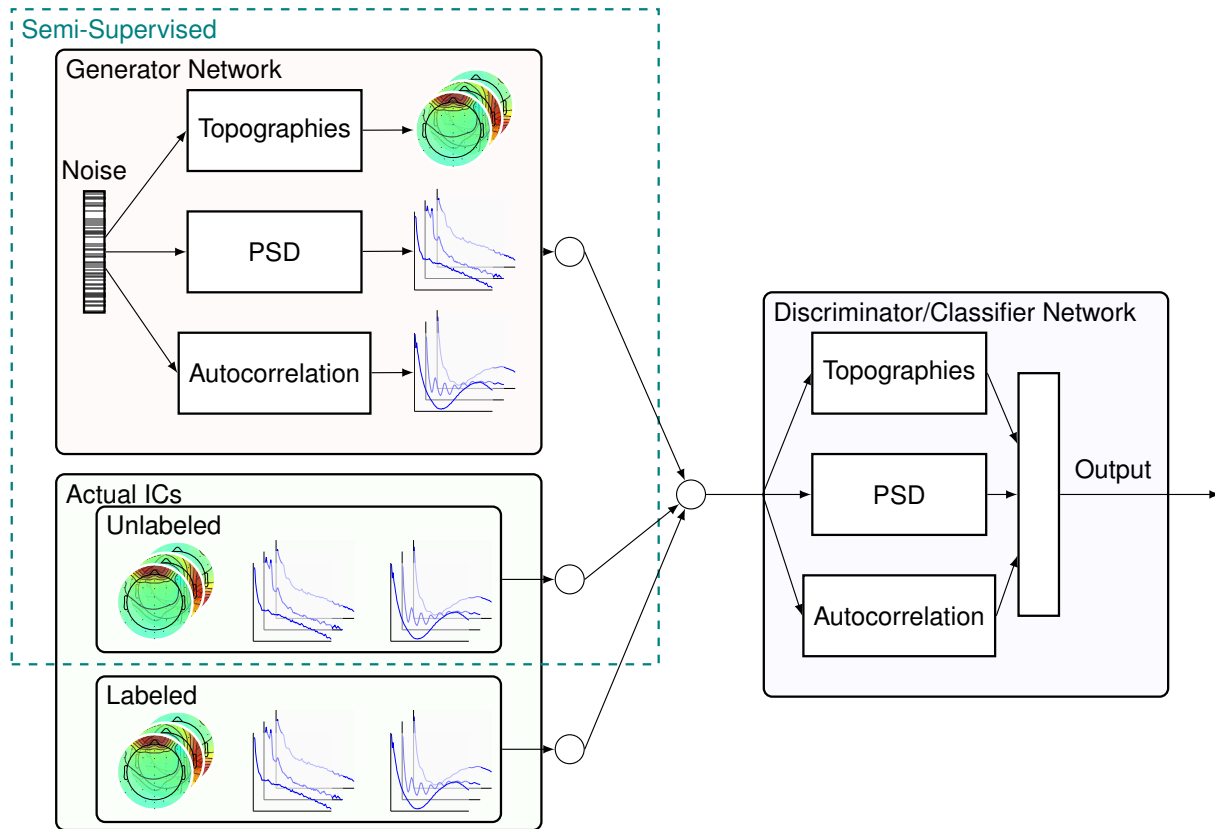 Semi-Supervised
Generator Network
Topographies
Noise
PSD
Autocorrelation
Actual ICs
Unlabeled
Labeled
Discriminator/Classifier Network
Topographies
PSD
Autocorrelation
Output